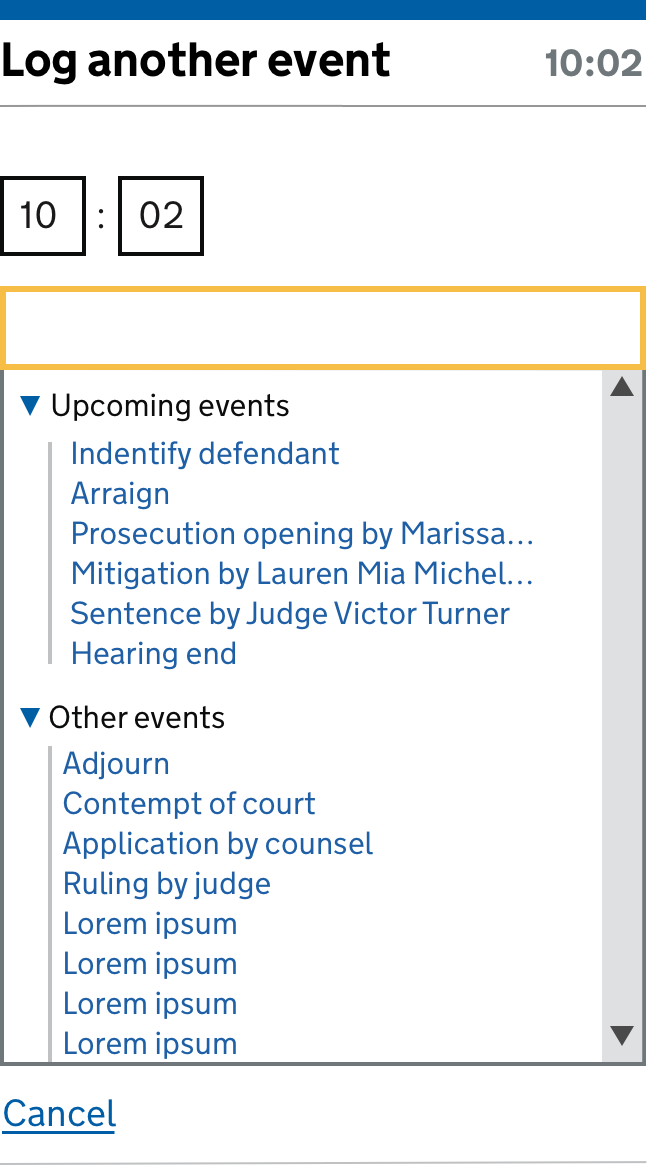 Log another event 10:02
10 : 02
Upcoming events
Indentify defendant
Arraign
Prosecution opening by Marissa...
Mitigation by Lauren Mia Michel...
Sentence by Judge Victor Turner
Hearing end
Other events
Adjourn
Contempt of court
Application by counsel
Ruling by judge
Lorem ipsum
Lorem ipsum
Lorem ipsum
Lorem ipsum
Cancel